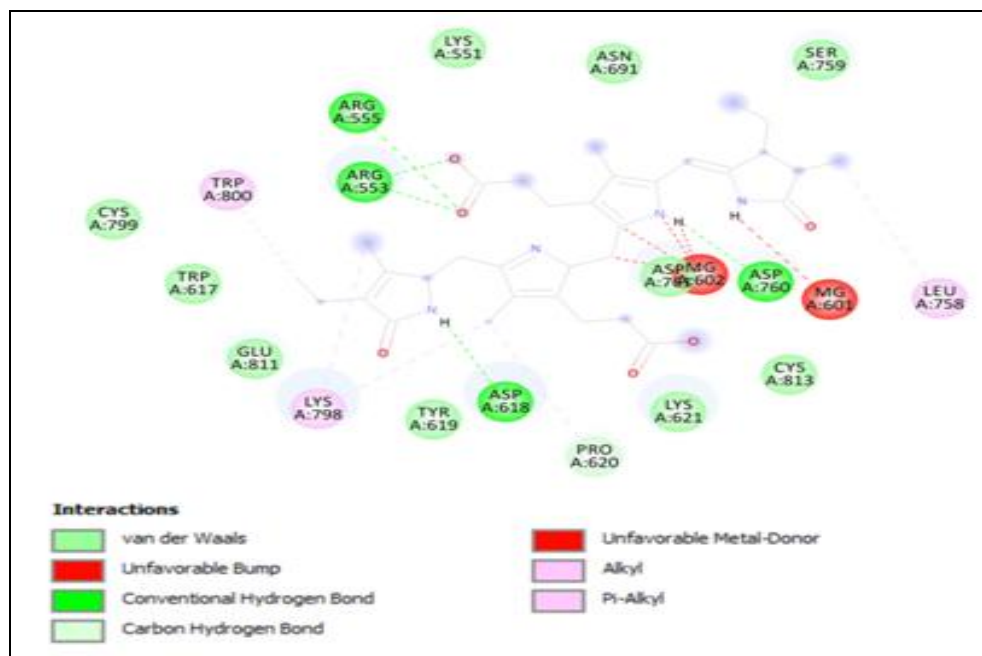 LYS
A:551
ASN
A:691
SER
A:759
ARG
A:555
ARG
A:553
TRP
A:800
CYS
A:799
TRP
A:617
N
H
N
H
N
N
H
O
O
O
O
O
O
ASP
MG
A:602
ASP
A:760
MG
A:601
LEU
A:758
GLU
A:811
LYS
A:798
TYR
A:619
ASP
A:618
LYS
A:621
CYS
A:813
PRO
A:620
Interactions
van der Waals
Unfavorable Bump
Conventional Hydrogen Bond
Carbon Hydrogen Bond
Unfavorable Metal-Donor
Alkyl
Pi-Alkyl